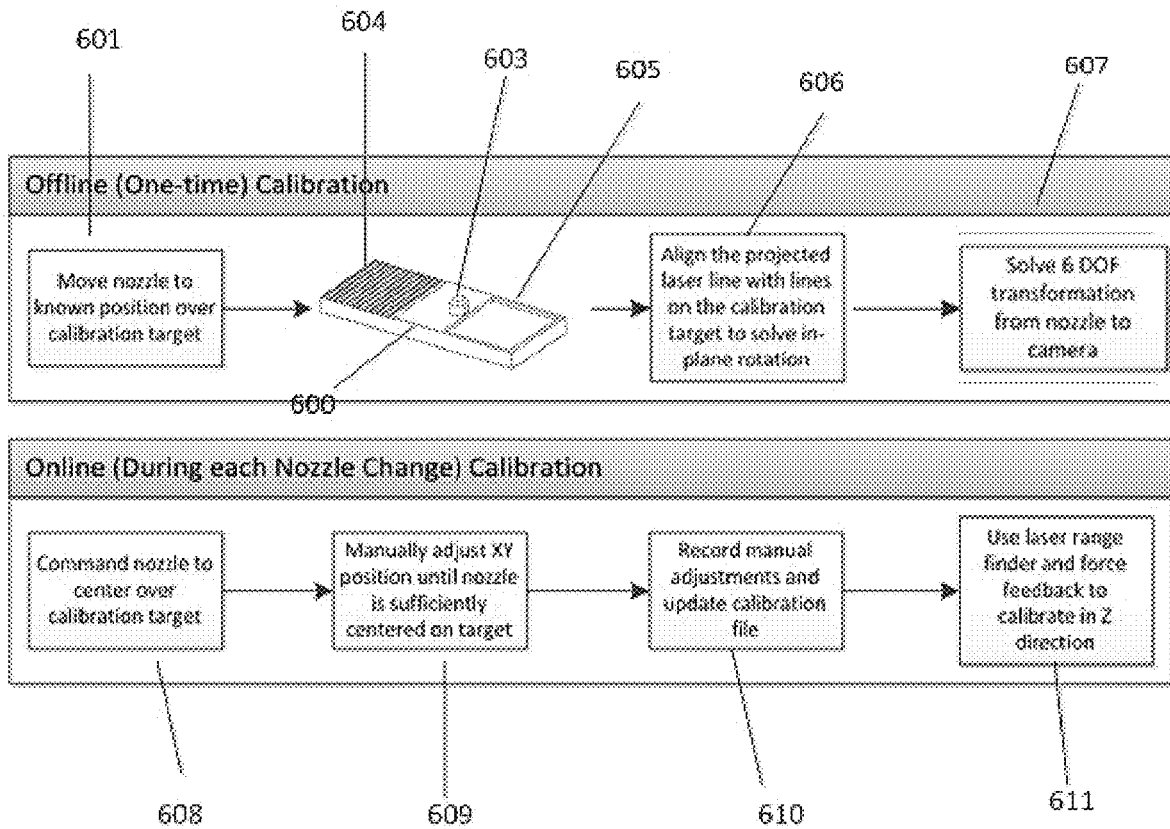 604
601
603
605
606
607
Offline (One-time) Calibration
Move nozzle to
known position over
calibration target
Align the projected
laser line with lines
on the calibration
target to solve in-
plane rotation
Solve 6 DOF
transformation
from nozzle to
camera
600
Online (During each Nozzle Change) Calibration
Command nozzle to
center over
calibration target
Manually adjust XY
position until nozzle
is sufficiently
centered on target
Record manual
adjustments and
update calibration
file
Use laser range
finder and force
feedback to
calibrate in Z
direction
608
609
610
611